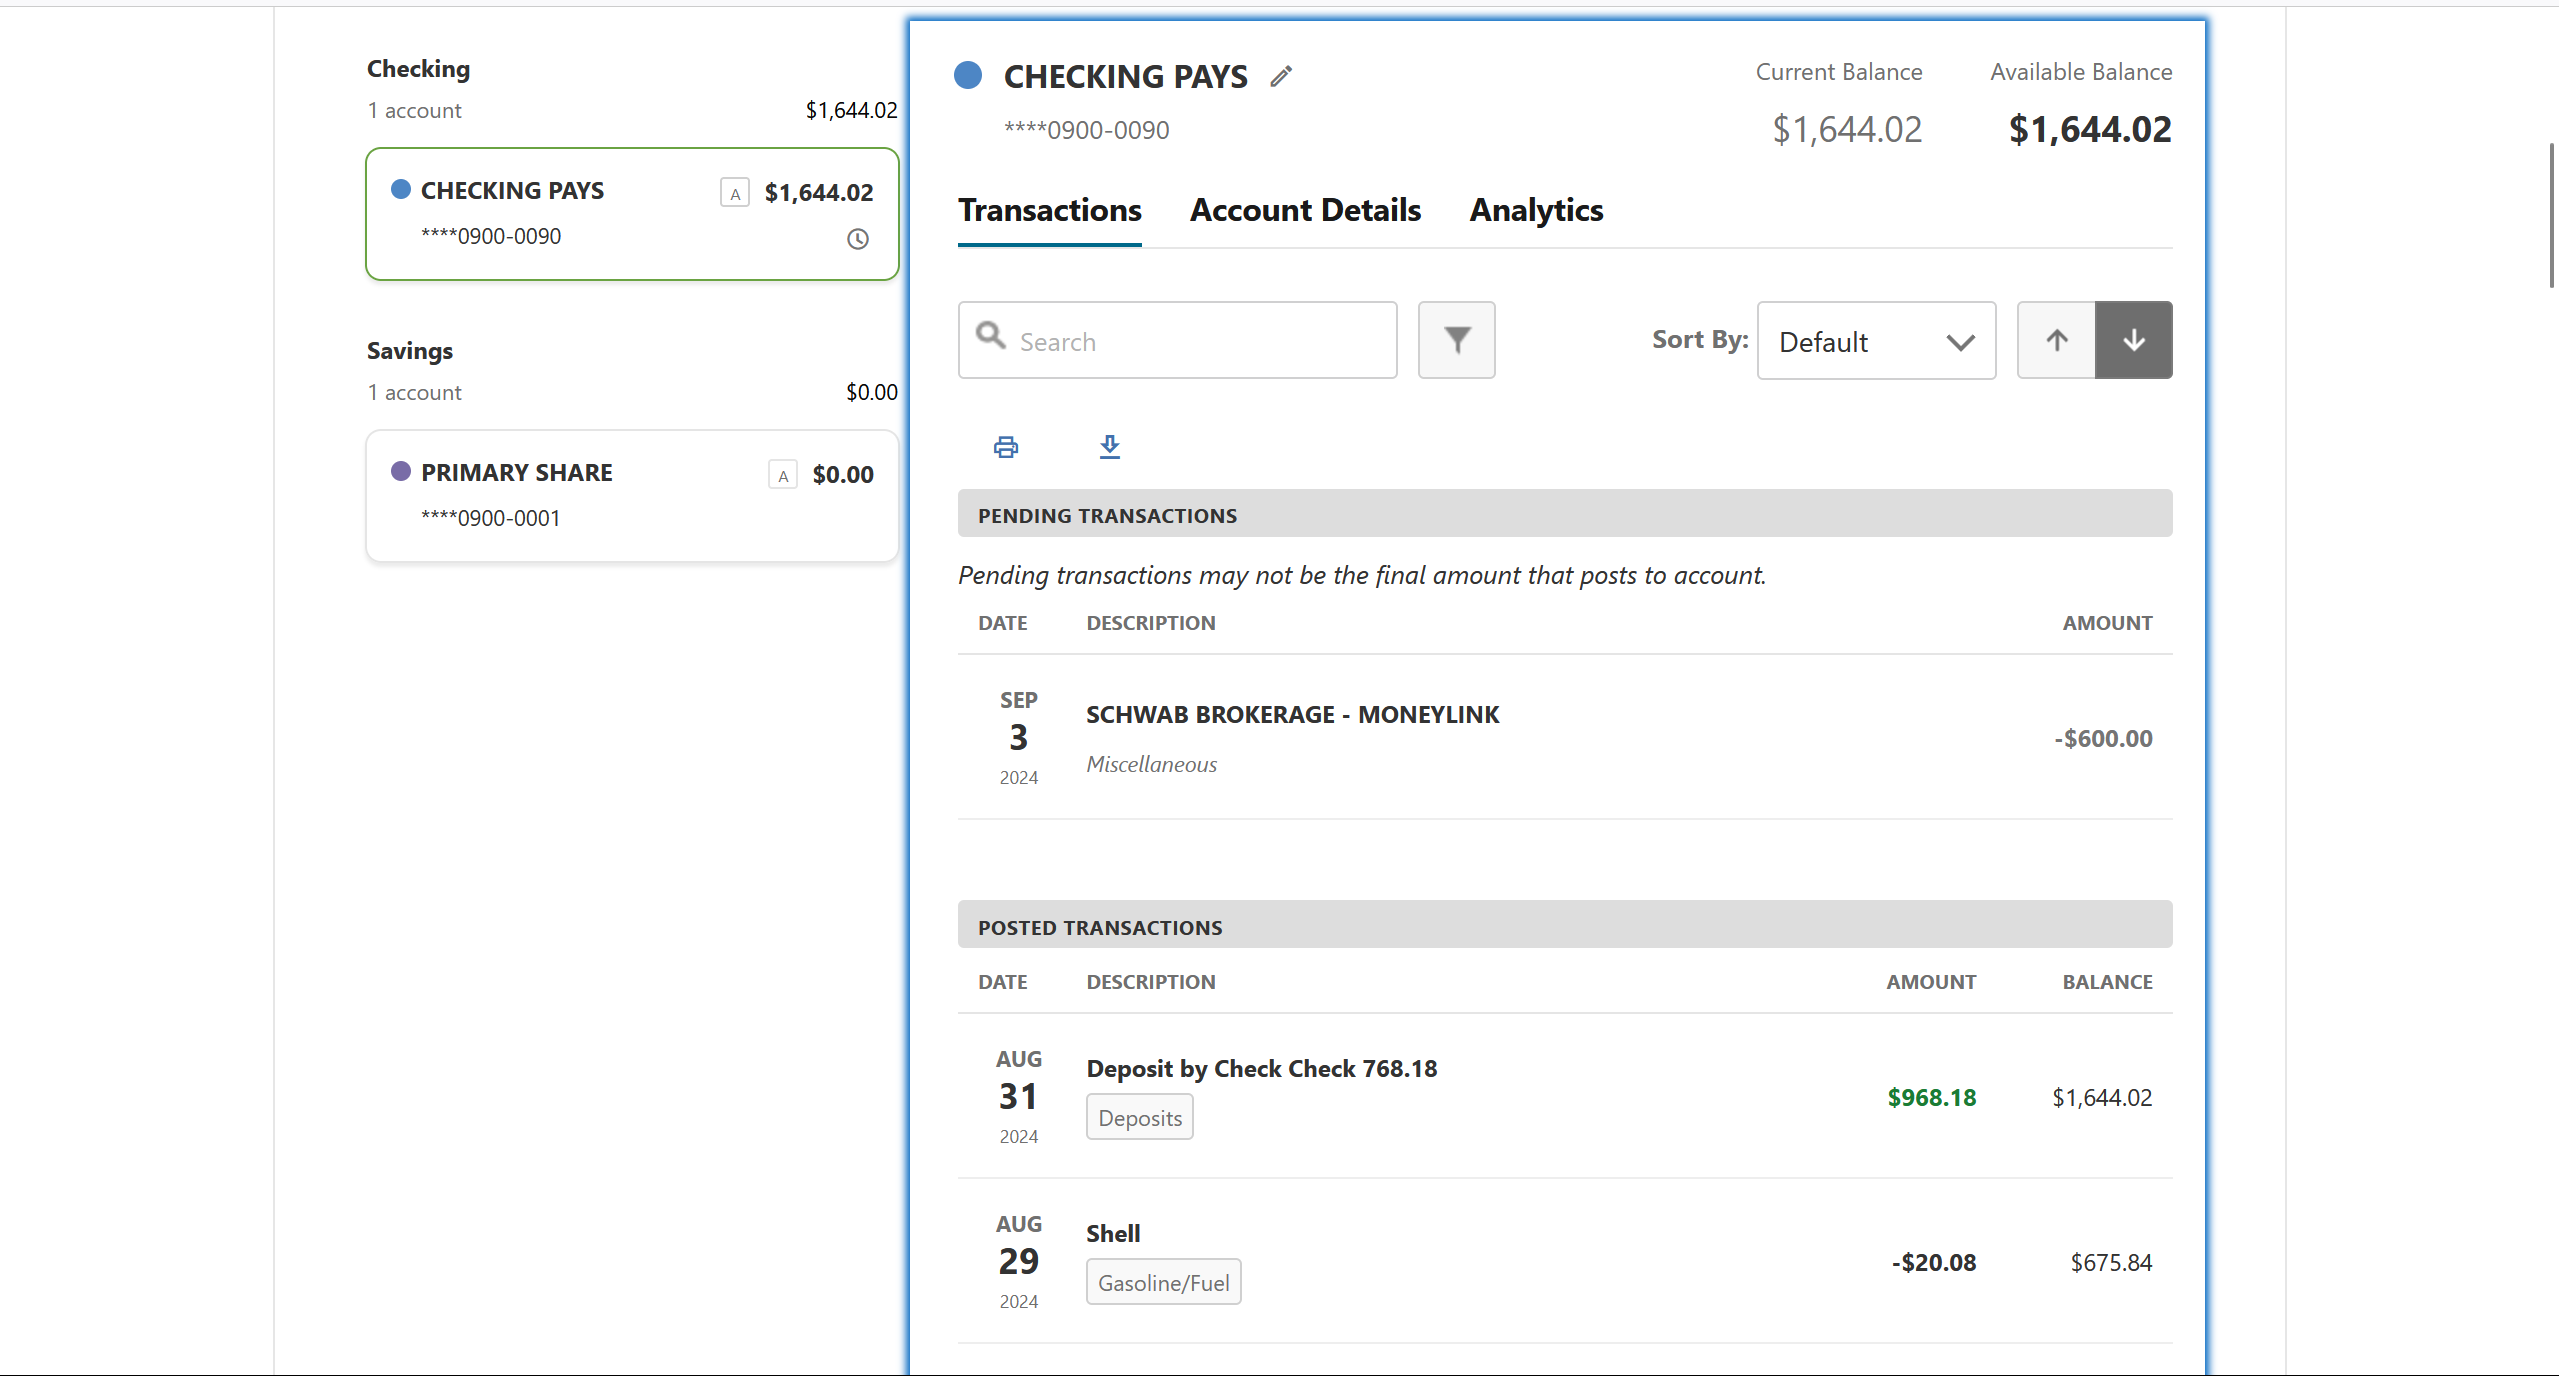 Checking
1 account $1,644.02
CHECKING PAYS A $1,644.02
****0900-0090
Savings
1 account $0.00
PRIMARY SHARE A $0.00
****0900-0001
CHECKING PAYS
****0900-0090
Current Balance Available Balance
$1,644.02 $1,644.02
Transactions Account Details Analytics
Search Sort By: Default
PENDING TRANSACTIONS
Pending transactions may not be the final amount that posts to account.
DATE DESCRIPTION AMOUNT
SEP
3
2024
SCHWAB BROKERAGE - MONEYLINK
Miscellaneous
-$600.00
POSTED TRANSACTIONS
DATE DESCRIPTION AMOUNT BALANCE
AUG
31
2024
Deposit by Check Check 768.18
Deposits
$968.18 $1,644.02
AUG
29
2024
Shell
Gasoline/Fuel
-$20.08 $675.84